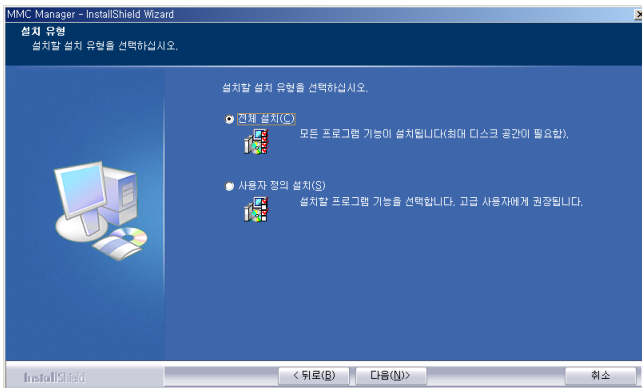 MMC Manager - InstallShield Wizard
설치 유형
설치할 설치 유형을 선택하십시오.
설치할 설치 유형을 선택하십시오.
전체 설치(C)
모든 프로그램 기능이 설치됩니다(최대 디스크 공간이 필요함).
사용자 정의 설치(S)
설치할 프로그램 기능을 선택합니다. 고급 사용자에게 권장됩니다.
InstallShield
< 뒤로(B) 다음(N)> 취소